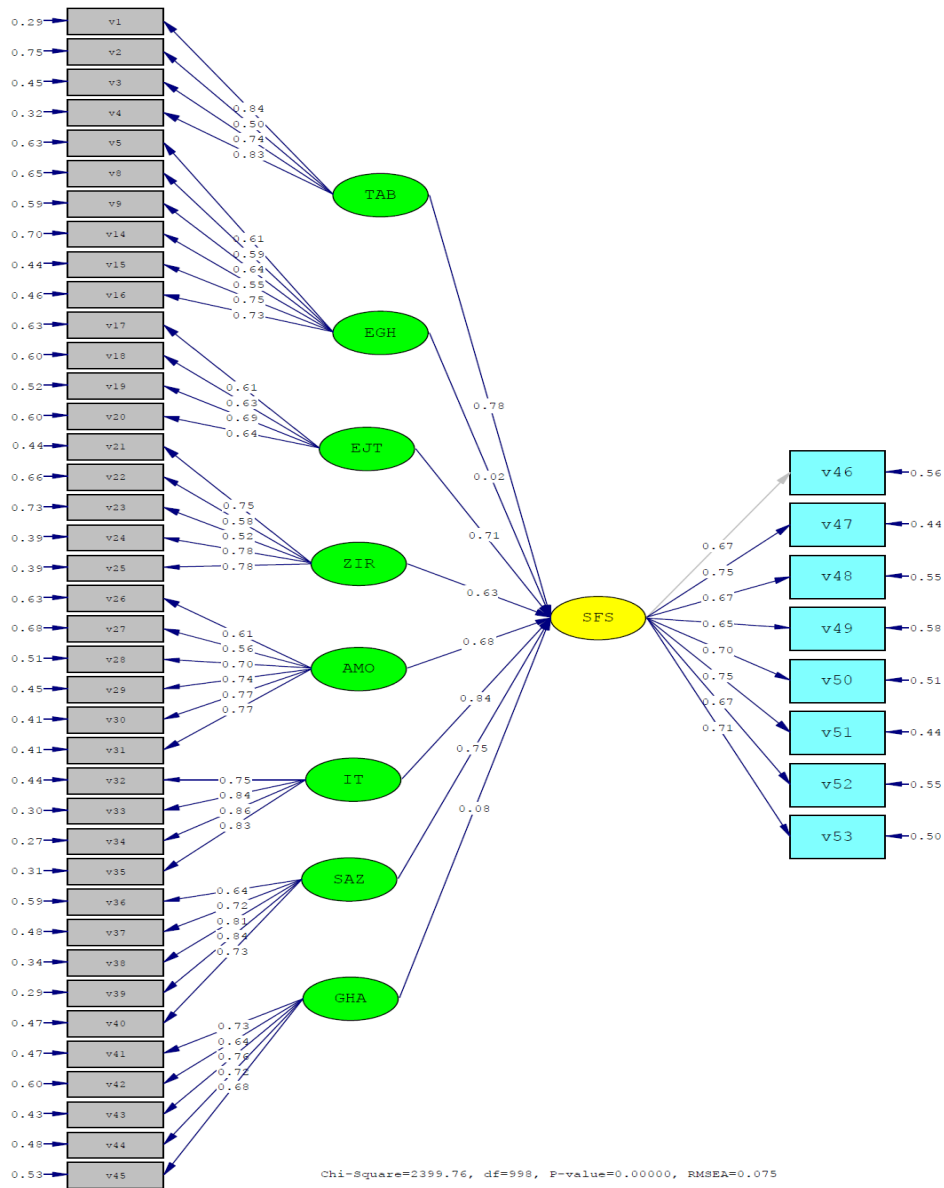 0.29 v1
0.75 v2
0.45 v3
0.32 v4
0.63 v5
0.65 v8
0.59 v9
0.70 v14
0.44 v15
0.46 v16
0.63 v17
0.60 v18
0.52 v19
0.60 v20
0.44 v21
0.66 v22
0.73 v23
0.39 v24
0.39 v25
0.63 v26
0.68 v27
0.51 v28
0.45 v29
0.41 v30
0.41 v31
0.44 v32
0.30 v33
0.27 v34
0.31 v35
0.59 v36
0.48 v37
0.34 v38
0.29 v39
0.47 v40
0.47 v41
0.60 v42
0.43 v43
0.48 v44
0.53 v45
0.84
0.50
0.74
0.83
0.61
0.59
0.64
0.55
0.75
0.73
0.61
0.63
0.69
0.64
0.75
0.58
0.52
0.78
0.78
0.61
0.56
0.70
0.74
0.77
0.77
0.75
0.84
0.86
0.83
0.64
0.72
0.81
0.84
0.73
0.73
0.64
0.76
0.72
0.68
TAB
EGH
EJT
ZIR
AMO
IT
SAZ
GHA
0.78
0.02
0.71
0.63
0.68
0.84
0.75
0.08
SFS
0.67
0.75
0.67
0.65
0.70
0.75
0.67
0.71
v46 0.56
v47 0.44
v48 0.55
v49 0.58
v50 0.51
v51 0.44
v52 0.55
v53 0.50
Chi-Square=2399.76, df=998, P-value=0.00000, RMSEA=0.075